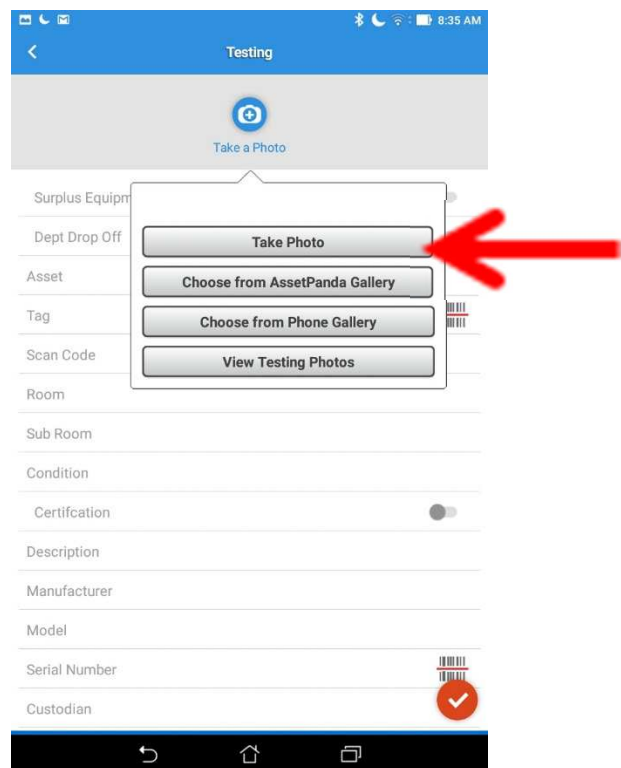 8:35 AM
Testing
Take a Photo
Surplus Equipm
Take Photo
Dept Drop Off
Choose from AssetPanda Gallery
Asset
Choose from Phone Gallery
Tag
View Testing Photos
Scan Code
Room
Sub Room
Condition
Certifcation
Description
Manufacturer
Model
Serial Number
Custodian